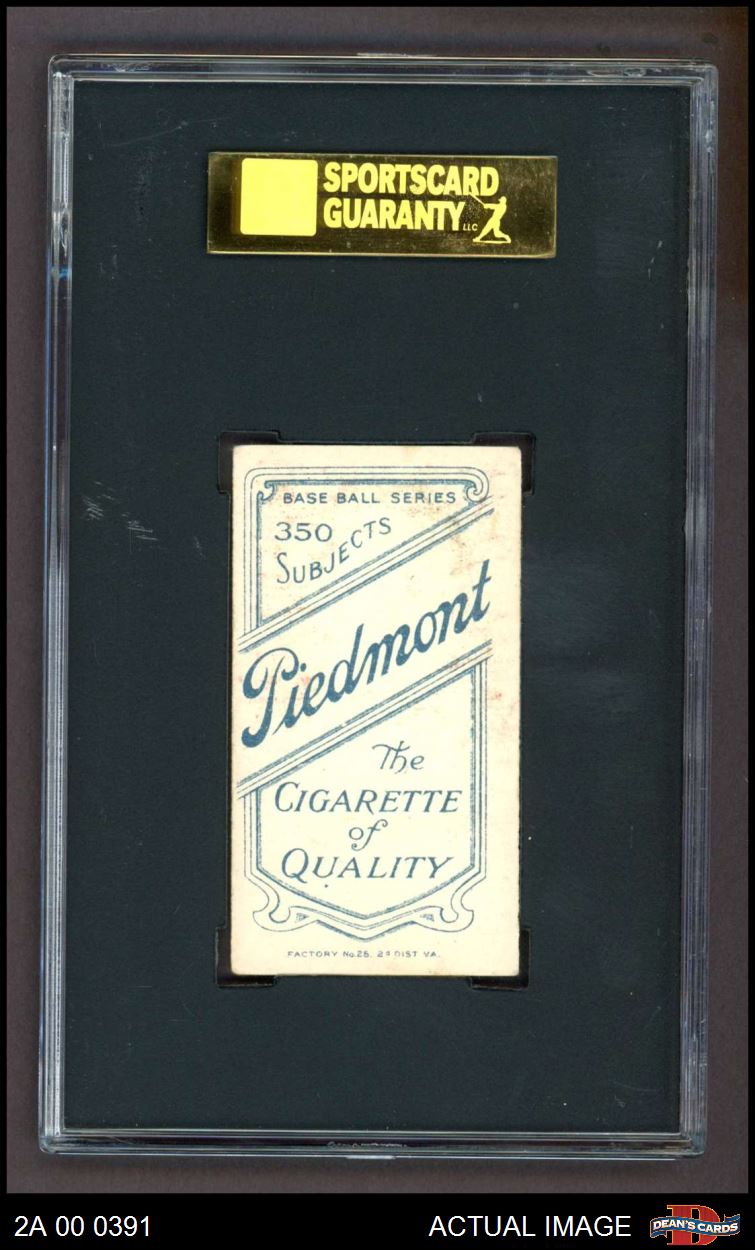 SPORTSCARD
GUARANTY LLC
BASE BALL SERIES
350
SUBJECTS
Piedmont
The
CIGARETTE
of
QUALITY
FACTORY No. 25. 2d DIST VA.
2A 00 0391
ACTUAL IMAGE
DEAN'S CARDS